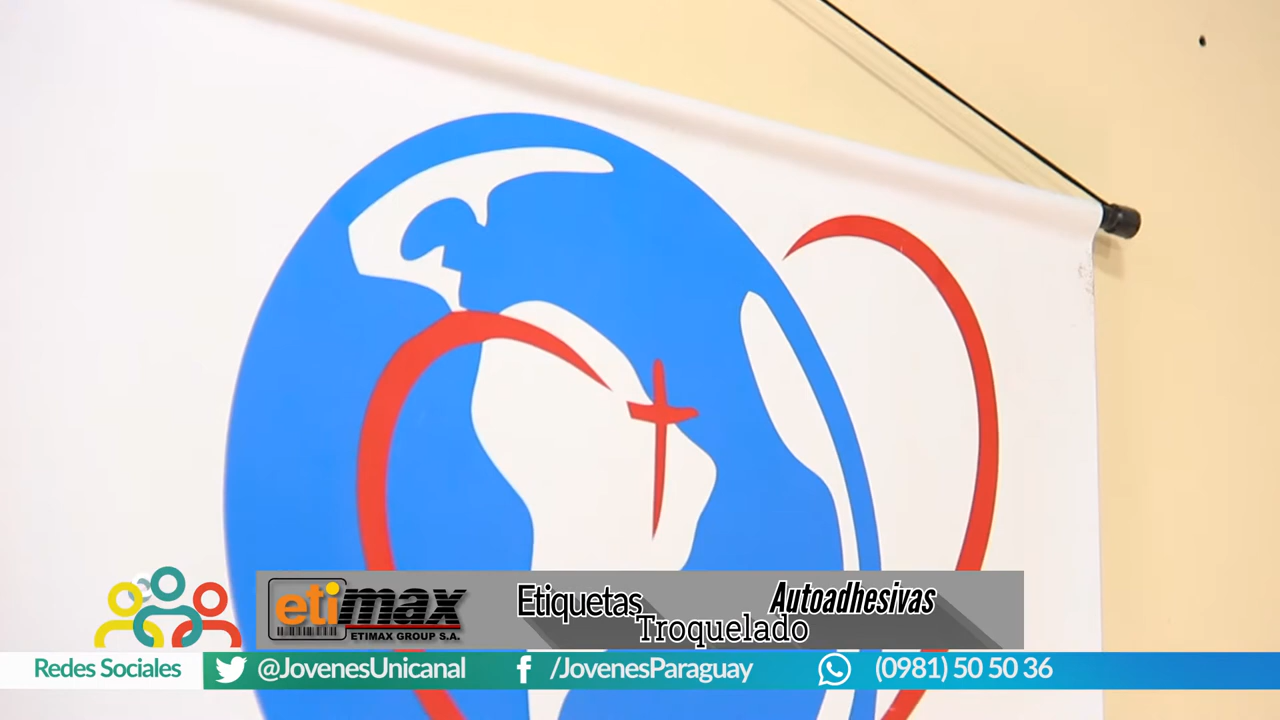 etimax
ETIMAX GROUP S.A.
Etiquetas
Autoadhesivas
Troquelado
Redes Sociales
@JovenesUnicanal
/JovenesParaguay
(0981) 50 50 36